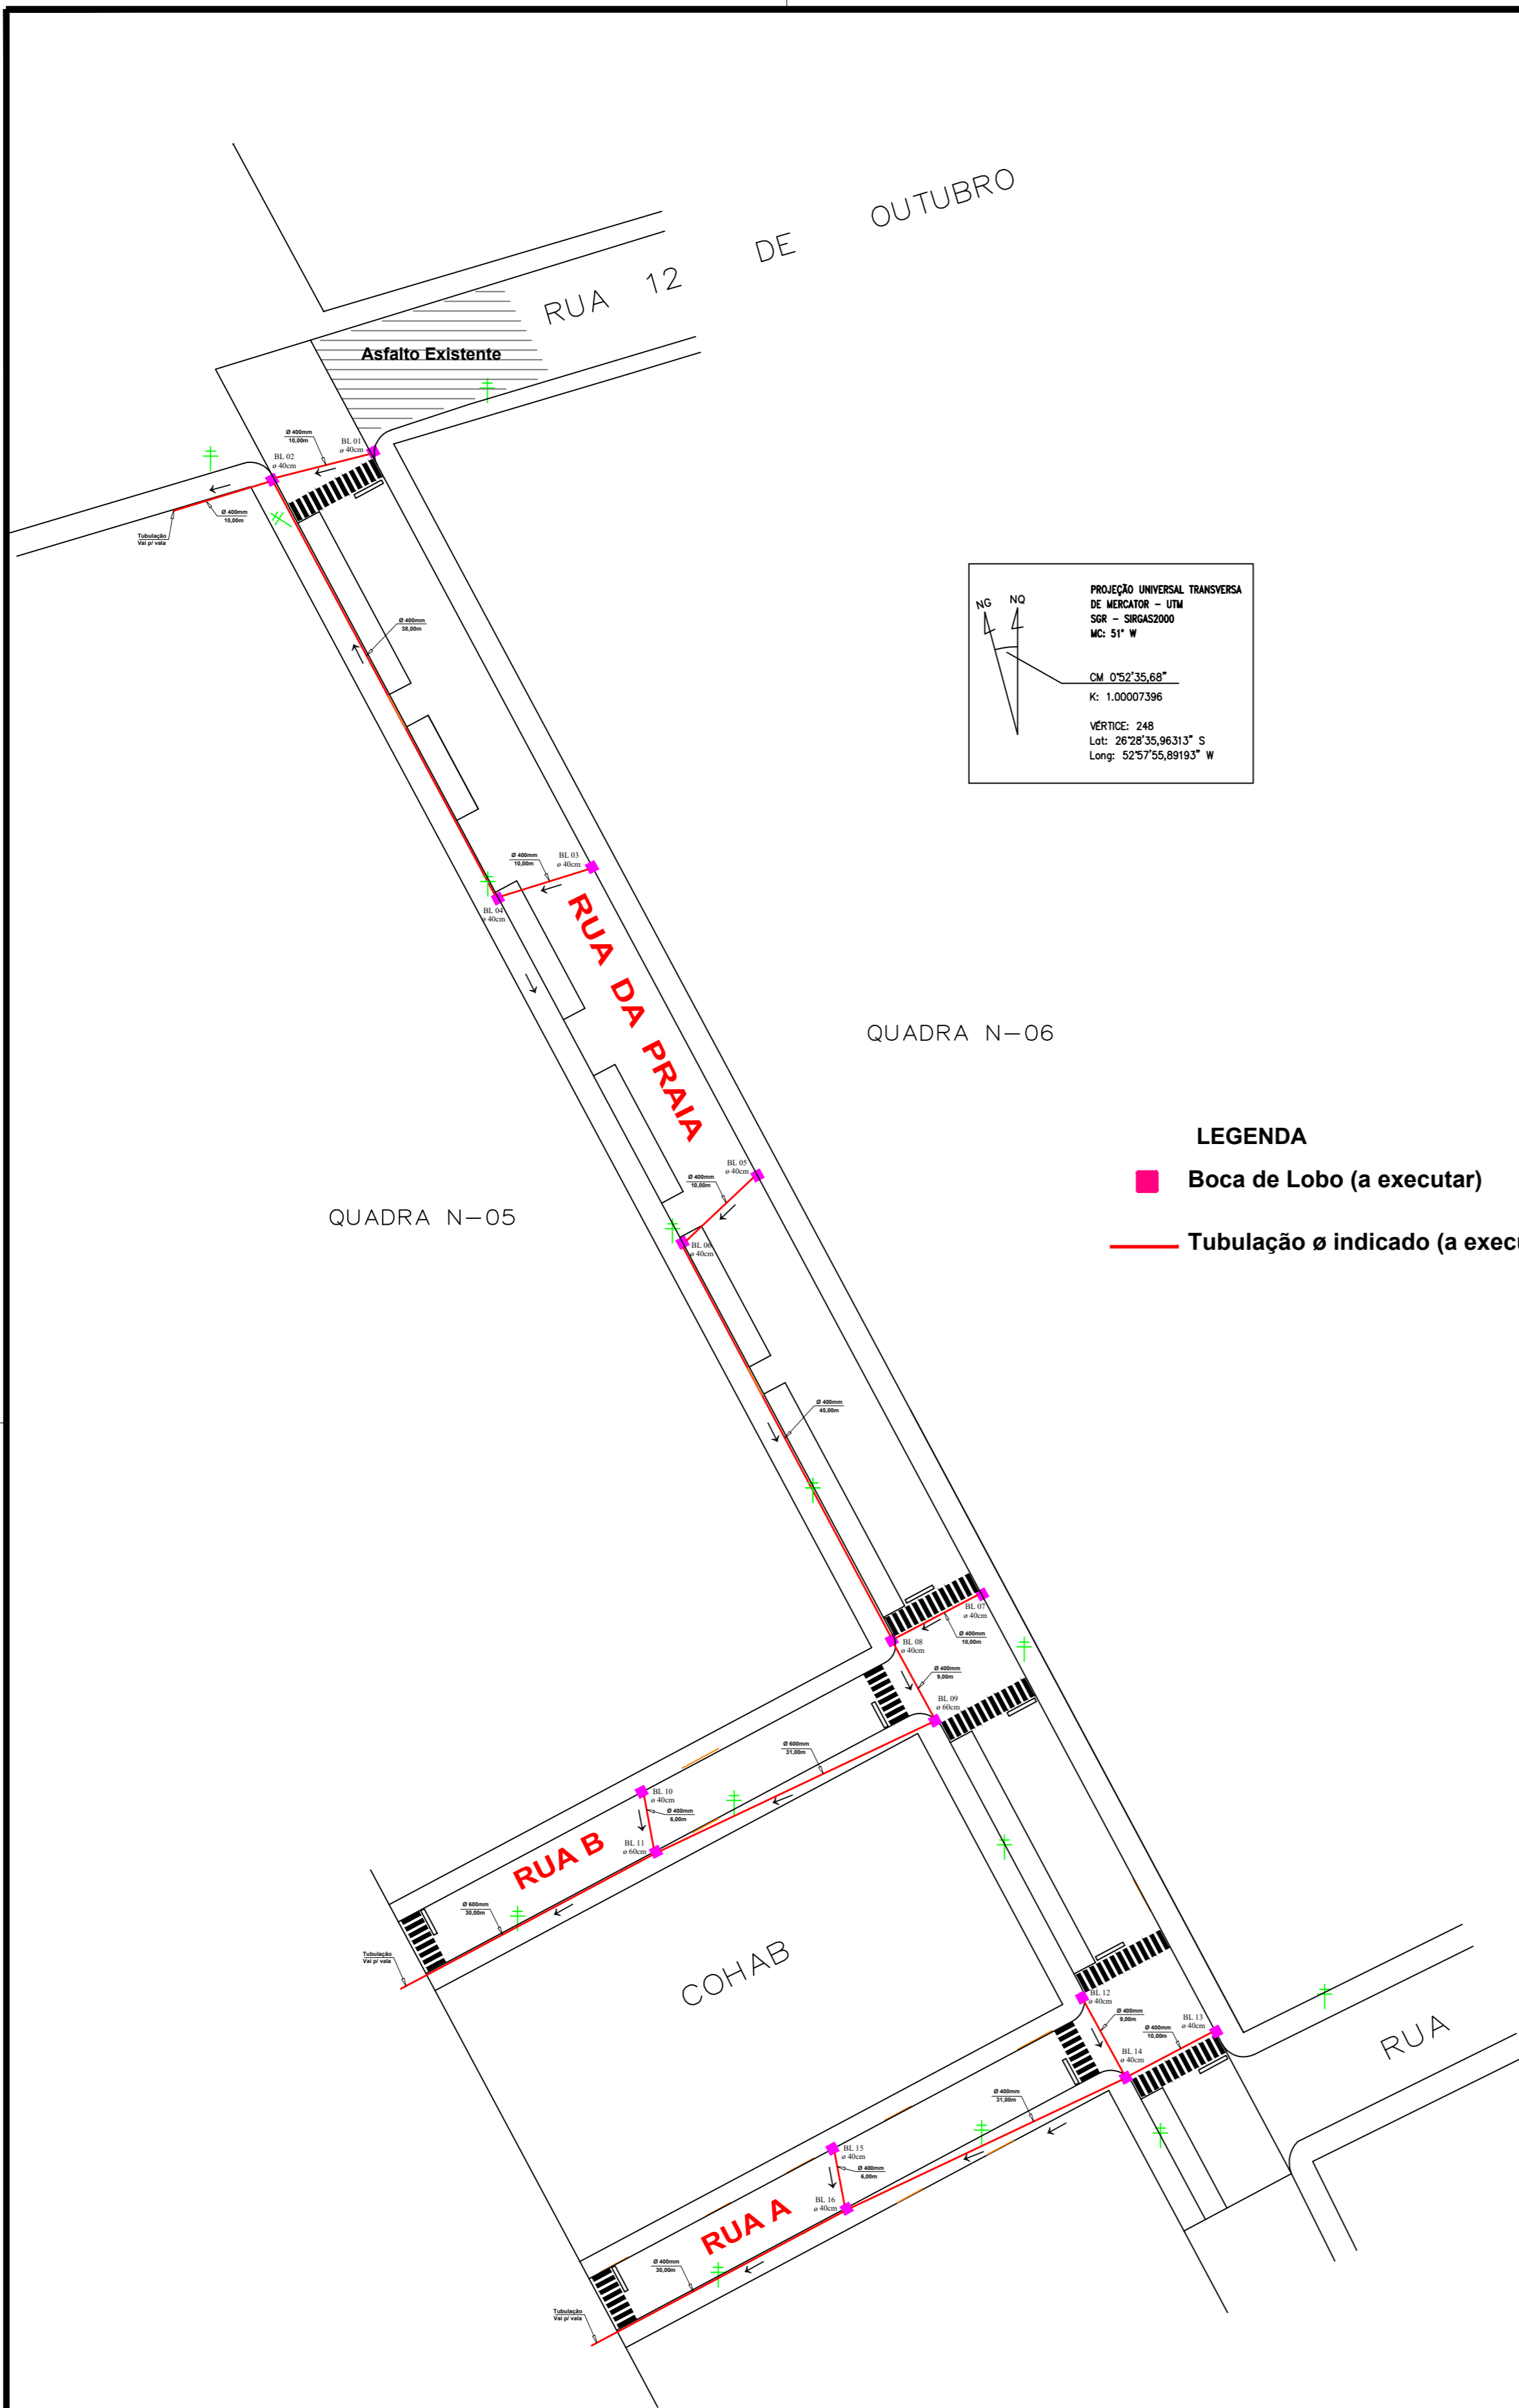 RUA 12 DE OUTUBRO
Asfalto Existente
Ø 400mm
10,00m
BL 01
ø 40cm
BL 02
ø 40cm
Ø 400mm
10,00m
Tubulação
Vai p/ vala
Ø 400mm
38,00m
NG
NQ
PROJEÇÃO UNIVERSAL TRANSVERSA
DE MERCATOR - UTM
SGR - SIRGAS2000
MC: 51° W
CM 0°52'35,68"
K: 1.00007396
VÉRTICE: 248
Lat: 26°28'35,96313" S
Long: 52°57'55,89193" W
Ø 400mm
10,00m
BL 03
ø 40cm
BL 04
ø 40cm
RUA DA PRAIA
QUADRA N-06
LEGENDA
Boca de Lobo (a executar)
Tubulação ø indicado (a execu
QUADRA N-05
BL 05
ø 40cm
Ø 400mm
10,00m
BL 06
ø 40cm
Ø 400mm
45,00m
BL 07
ø 40cm
Ø 400mm
10,00m
BL 08
ø 40cm
Ø 400mm
9,00m
BL 09
ø 60cm
Ø 600mm
31,00m
BL 10
ø 40cm
Ø 400mm
6,00m
BL 11
ø 60cm
RUA B
Ø 600mm
30,00m
Tubulação
Vai p/ vala
COHAB
BL 12
ø 40cm
Ø 400mm
9,00m
BL 13
ø 40cm
Ø 400mm
10,00m
BL 14
ø 40cm
RUA
Ø 400mm
31,00m
BL 15
ø 40cm
Ø 400mm
6,00m
BL 16
ø 40cm
RUA A
Ø 400mm
30,00m
Tubulação
Vai p/ vala